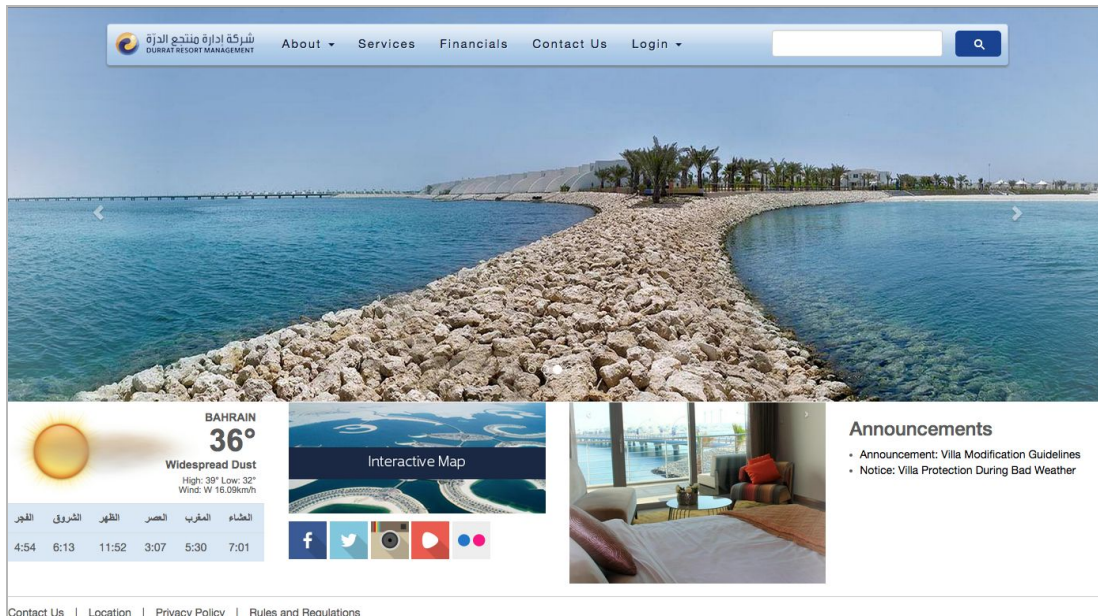 شركة ادارة منتجع الدرّة
DURRAT RESORT MANAGEMENT
About
Services
Financials
Contact Us
Login
BAHRAIN
36°
Widespread Dust
High: 39° Low: 32°
Wind: W 16.09km/h
الفجر الشروق الظهر العصر المغرب العشاء
4:54 6:13 11:52 3:07 5:30 7:01
Interactive Map
Announcements
Announcement: Villa Modification Guidelines
Notice: Villa Protection During Bad Weather
Contact Us | Location | Privacy Policy | Rules and Regulations